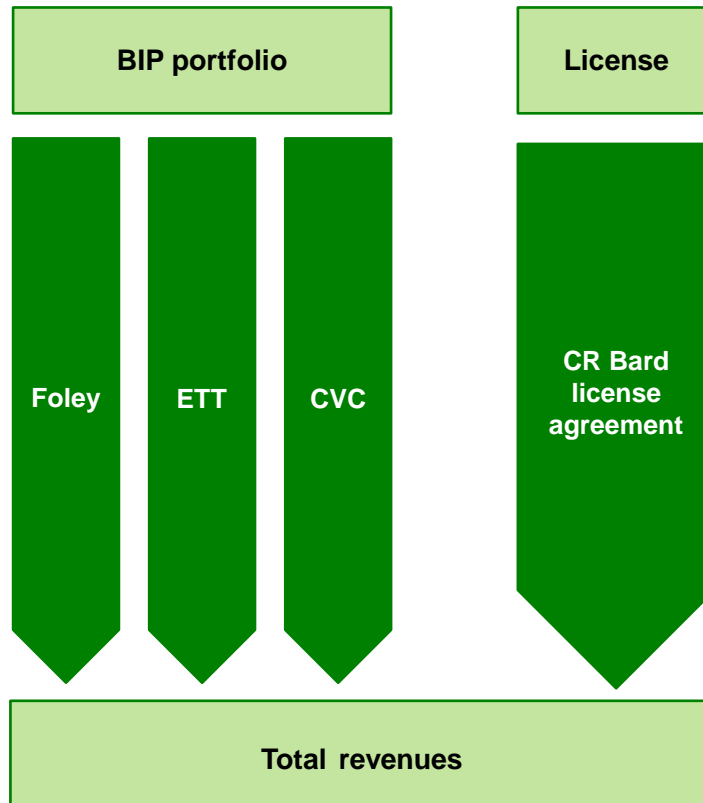 BIP portfolio
License
Foley
ETT
CVC
CR Bard
license
agreement
Total revenues